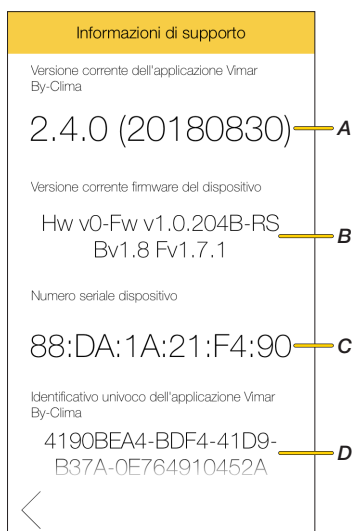 Informazioni di supporto
Versione corrente dell'applicazione Vimar
By-Clima
2.4.0 (20180830)
A
Versione corrente firmware del dispositivo
Hw v0-Fw v1.0.204B-RS
Bv1.8 Fv1.7.1
B
Numero seriale dispositivo
88:DA:1A:21:F4:90
C
Identificativo univoco dell'applicazione Vimar
By-Clima
4190BEA4-BDF4-41D9-
B37A-0E764910452A
D